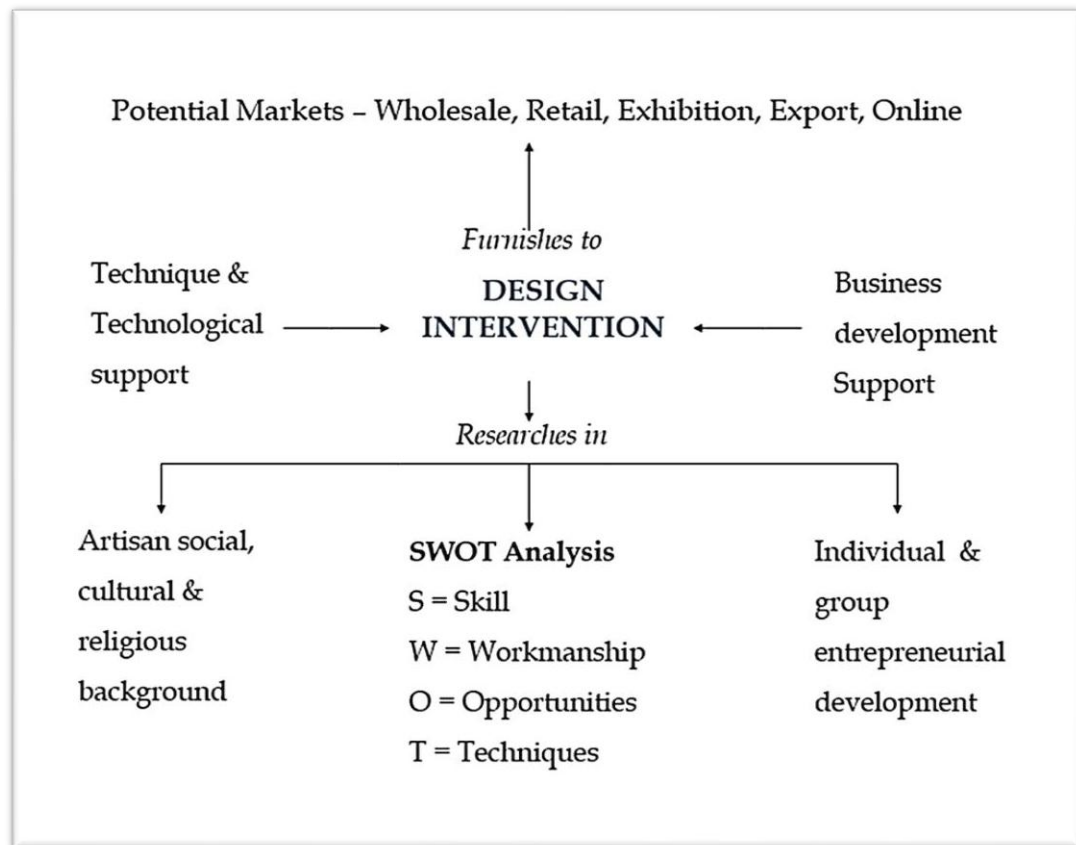 Potential Markets – Wholesale, Retail, Exhibition, Export, Online
Furnishes to
Technique &
Technological
support
DESIGN
INTERVENTION
Business
development
Support
Researches in
Artisan social,
cultural &
religious
background
SWOT Analysis
S = Skill
W = Workmanship
O = Opportunities
T = Techniques
Individual &
group
entrepreneurial
development